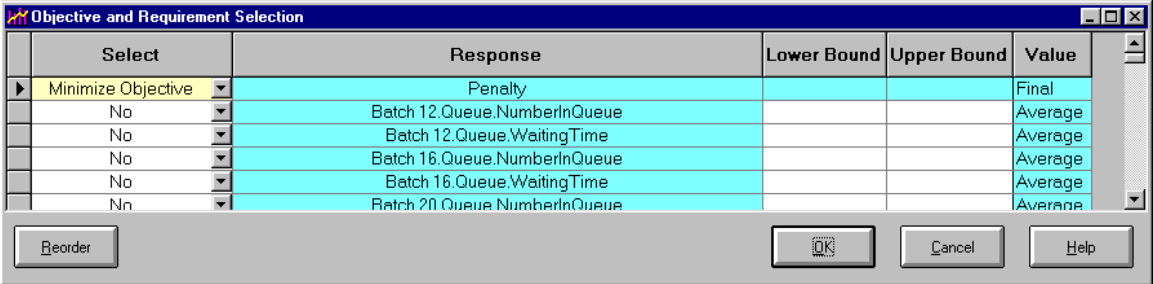 Objective and Requirement Selection
Select Response Lower Bound Upper Bound Value
Minimize Objective Penalty Final
No Batch 12.Queue.NumberInQueue Average
No Batch 12.Queue.WaitingTime Average
No Batch 16.Queue.NumberInQueue Average
No Batch 16.Queue.WaitingTime Average
No Batch 20.Queue.NumberInQueue Average
Reorder OK Cancel Help